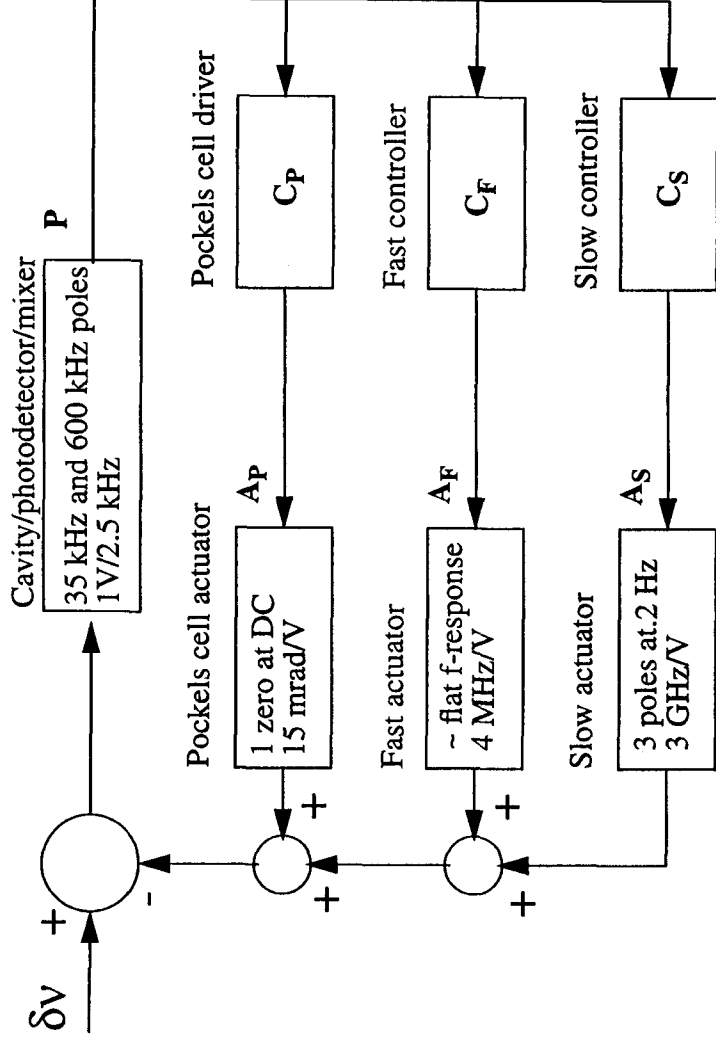 Cavity/photodetector/mixer
P
35 kHz and 600 kHz poles
1V/2.5 kHz
δν
+
-
Pockels cell actuator
Pockels cell driver
1 zero at DC
15 mrad/V
A_P
C_P
+
+
Fast actuator
Fast controller
~ flat f-response
4 MHz/V
A_F
C_F
+
+
Slow actuator
Slow controller
3 poles at.2 Hz
3 GHz/V
A_S
C_S